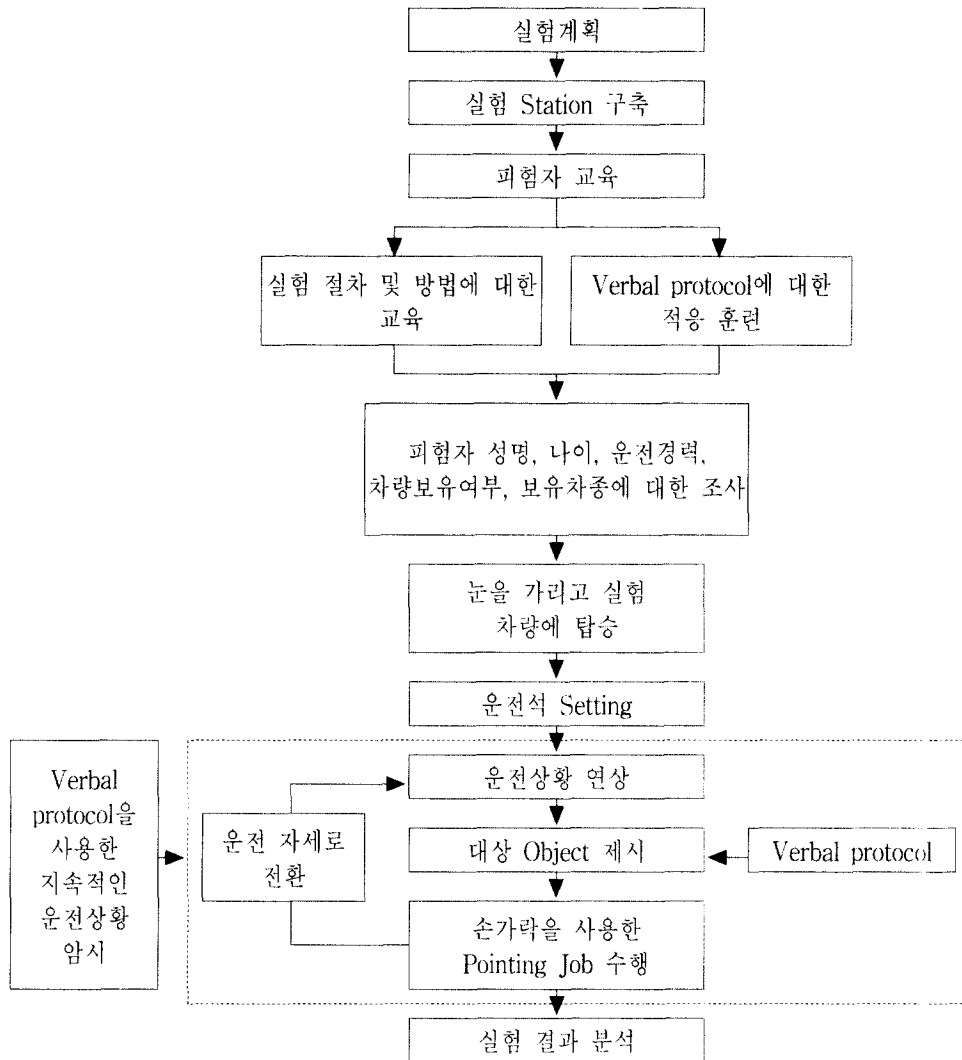 실험계획
실험 Station 구축
피험자 교육
실험 절차 및 방법에 대한
교육
Verbal protocol에 대한
적응 훈련
피험자 성명, 나이, 운전경력,
차량보유여부, 보유차종에 대한 조사
눈을 가리고 실험
차량에 탑승
운전석 Setting
Verbal
protocol을
사용한
지속적인
운전상황
암시
운전상황 연상
운전 자세로
전환
대상 Object 제시
Verbal protocol
손가락을 사용한
Pointing Job 수행
실험 결과 분석